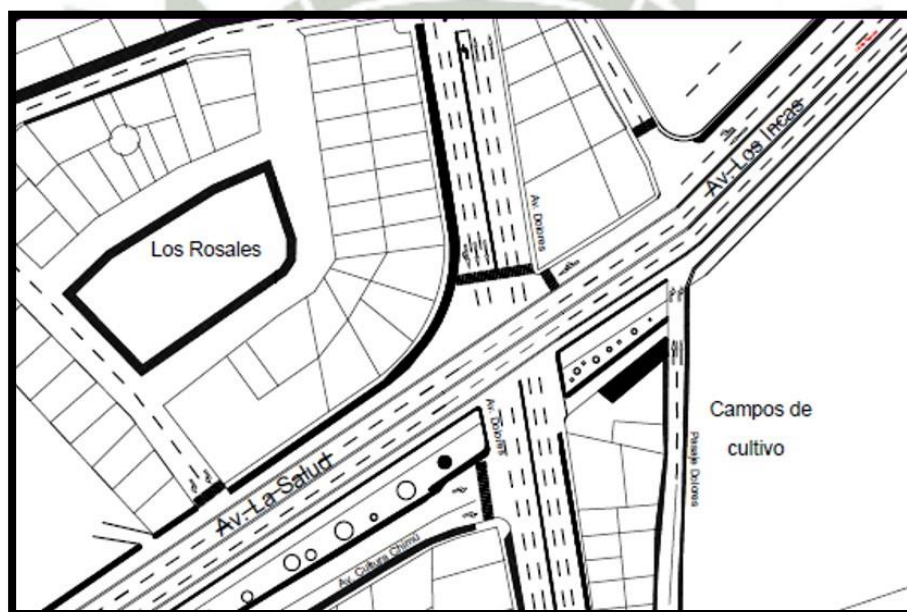 Av. Los Incas
Av. Dolores
Los Rosales
Av. Dolores
Campos de
cultivo
Pasaje Dolores
Av. La Salud
Av. Cultura Chimu